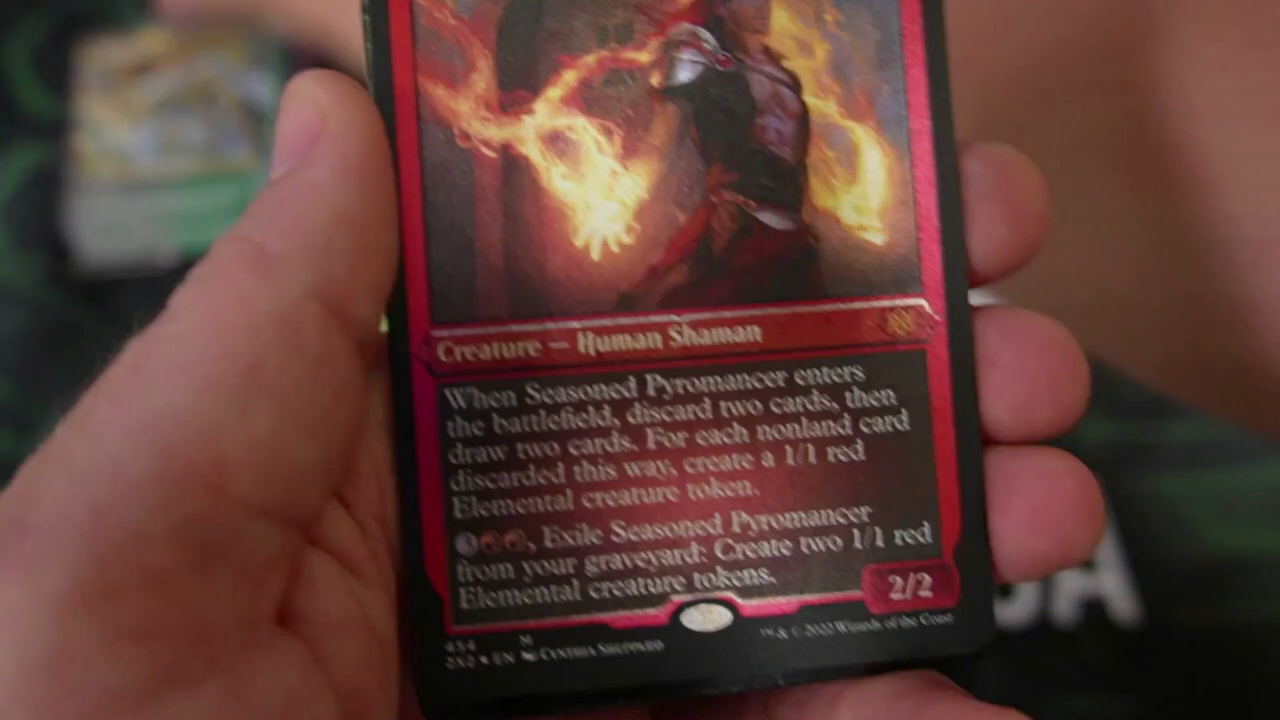 Creature — Human Shaman
When Seasoned Pyromancer enters
the battlefield, discard two cards, then
draw two cards. For each nonland card
discarded this way, create a 1/1 red
Elemental creature token.
, Exile Seasoned Pyromancer
from your graveyard: Create two 1/1 red
Elemental creature tokens.
2/2
434 M
2X2 EN Cynthia Sheppard
™ & © 2022 Wizards of the Coast